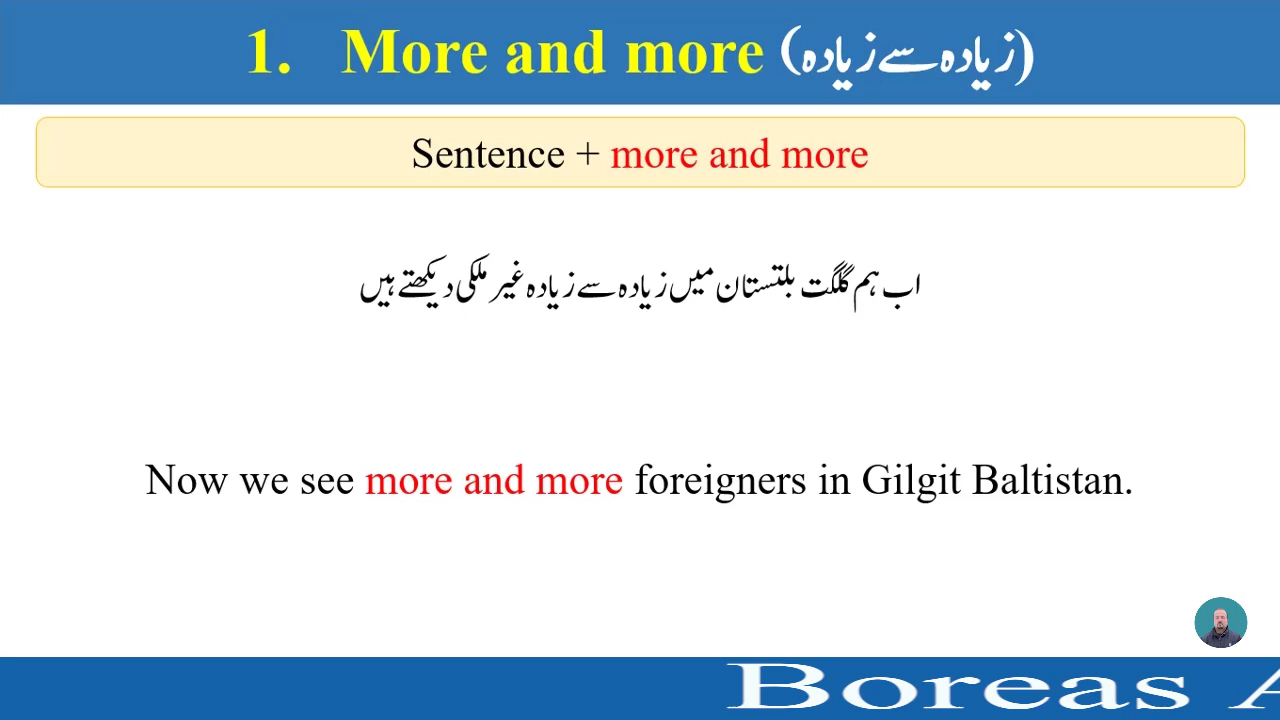 1. More and more (زیادہ سے زیادہ)
Sentence + more and more
اب ہم گلگت بلتستان میں زیادہ سے زیادہ غیر ملکی دیکھتے ہیں
Now we see more and more foreigners in Gilgit Baltistan.
Boreas A